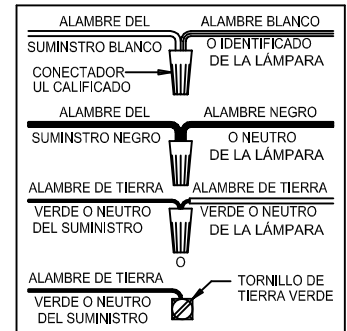 ALAMBRE DEL
SUMINSTRO BLANCO
ALAMBRE BLANCO
O IDENTIFICADO
DE LA LÁMPARA
CONECTADOR
UL CALIFICADO
ALAMBRE DEL
SUMINSTRO NEGRO
ALAMBRE NEGRO
O NEUTRO
DE LA LÁMPARA
ALAMBRE DE TIERRA
VERDE O NEUTRO
DEL SUMINISTRO
ALAMBRE DE TIERRA
VERDE O NEUTRO
DE LA LÁMPARA
O
ALAMBRE DE TIERRA
VERDE O NEUTRO
DEL SUMINISTRO
TORNILLO DE
TIERRA VERDE